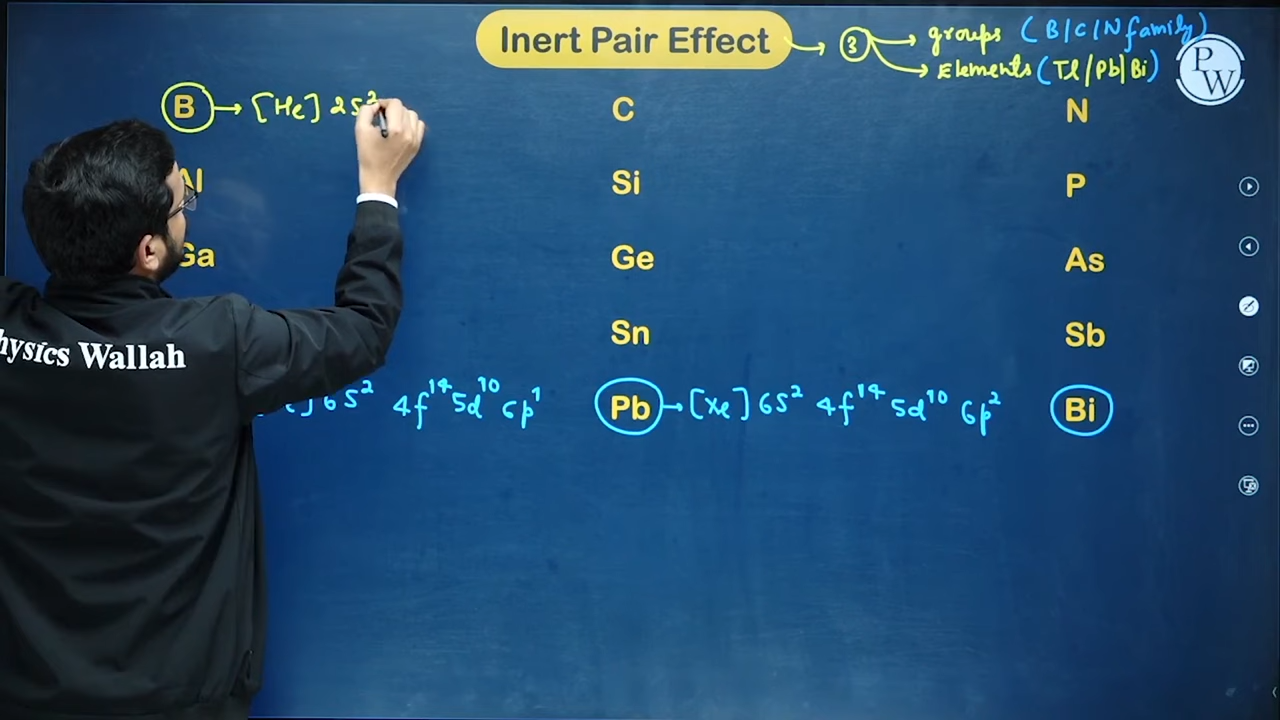 Inert Pair Effect → ③ → groups (B/C/N family)
→ Elements (Tl/Pb/Bi)
PW
B → [He] 2S²
C
N
Al
Si
P
Ga
Ge
As
Sn
Sb
hysics Wallah
] 6S² 4f¹⁴ 5d¹⁰ 6p¹
Pb → [Xe] 6S² 4f¹⁴ 5d¹⁰ 6p²
Bi